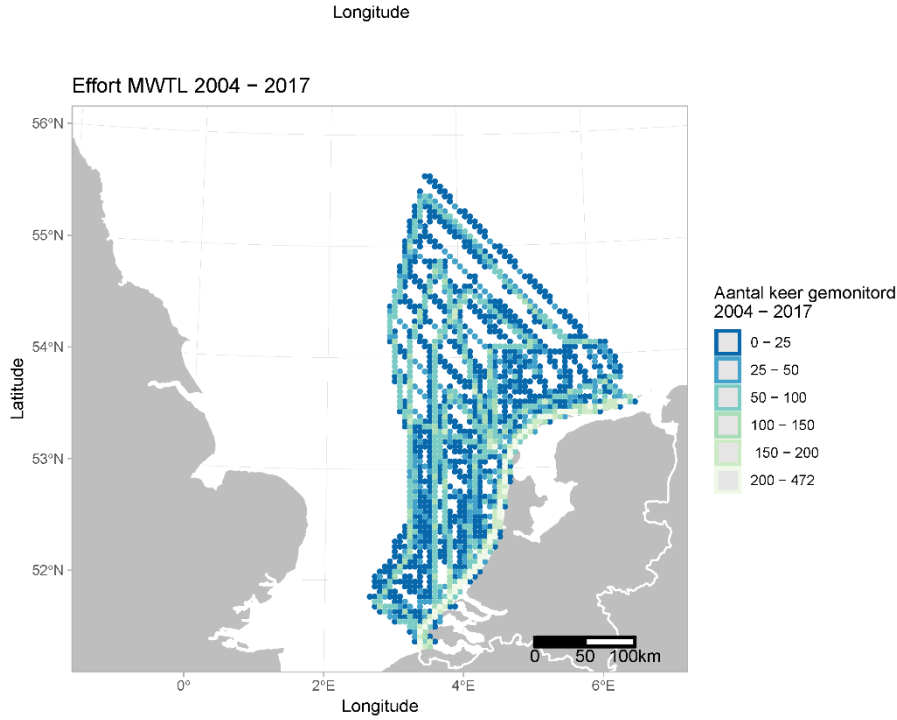 Longitude
Effort MWTL 2004 − 2017
56°N
55°N
54°N
53°N
52°N
Latitude
0°
2°E
4°E
6°E
Longitude
0 50 100km
Aantal keer gemonitord
2004 − 2017
0 − 25
25 − 50
50 − 100
100 − 150
150 − 200
200 − 472